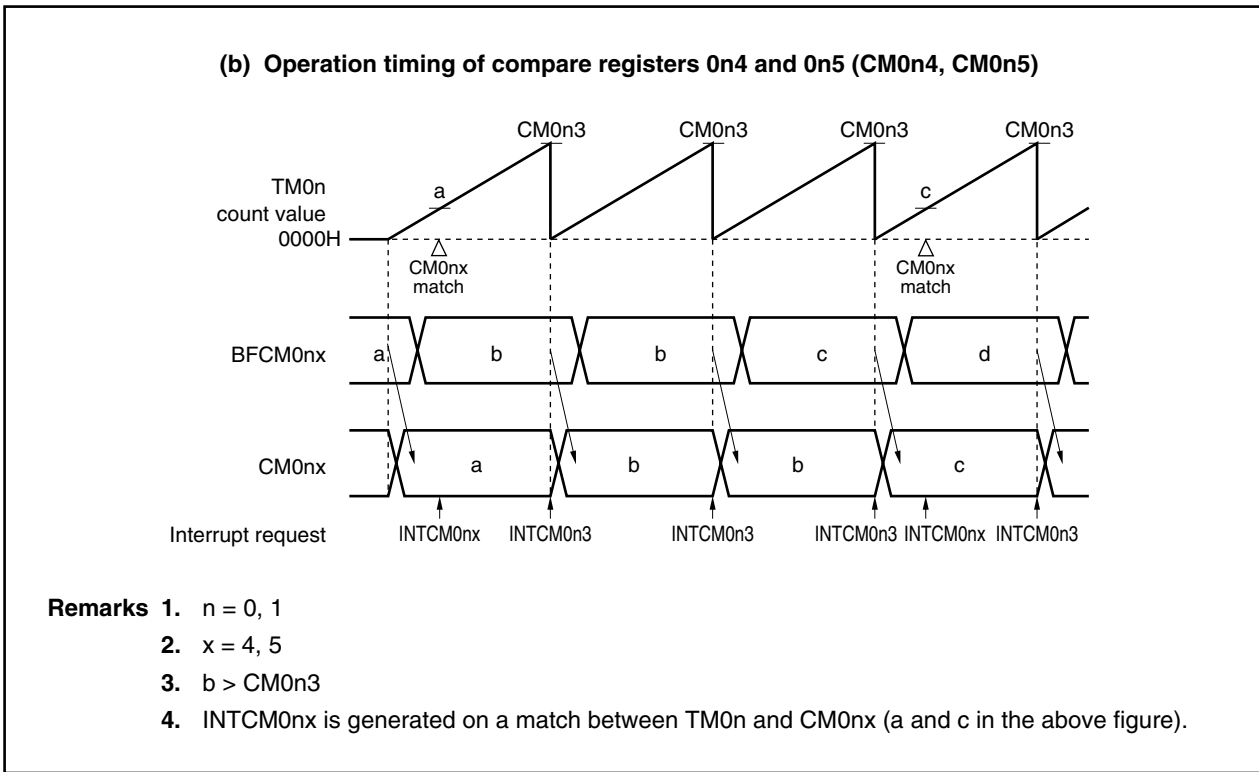 (b) Operation timing of compare registers 0n4 and 0n5 (CM0n4, CM0n5)
CM0n3 CM0n3 CM0n3 CM0n3
TM0n
count value
0000H
a c
CM0nx
match
CM0nx
match
BFCM0nx a b b c d
CM0nx a b b c
Interrupt request INTCM0nx INTCM0n3 INTCM0n3 INTCM0n3 INTCM0nx INTCM0n3
Remarks 1. n = 0, 1
2. x = 4, 5
3. b > CM0n3
4. INTCM0nx is generated on a match between TM0n and CM0nx (a and c in the above figure).